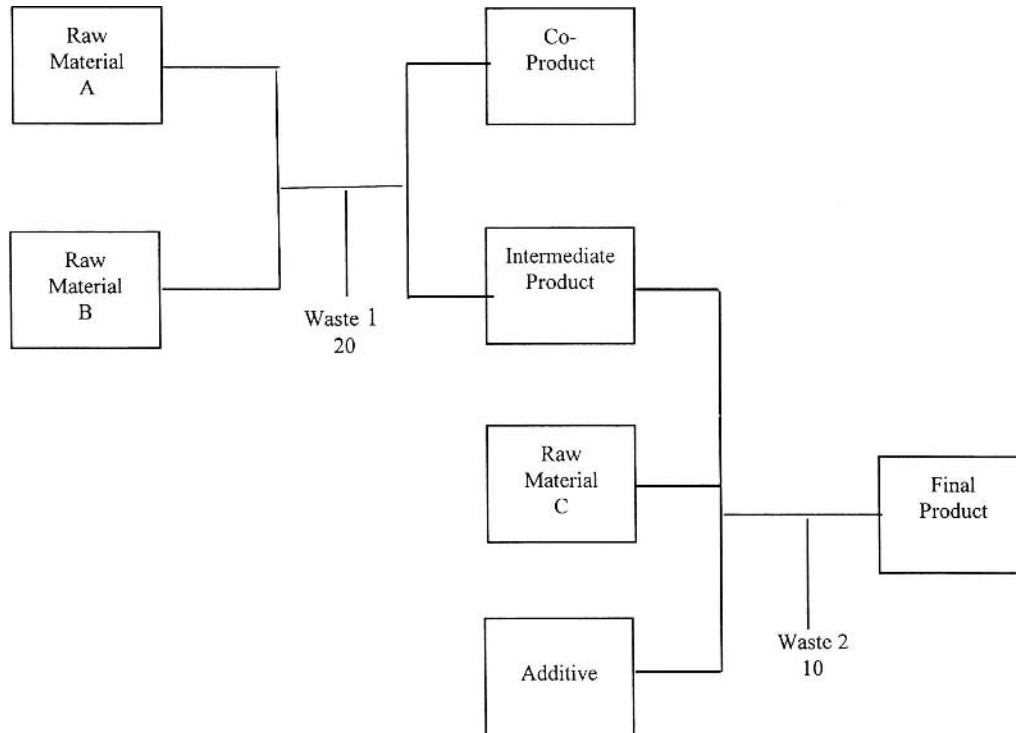 Raw
Material
A
Co-
Product
Raw
Material
B
Waste 1
20
Intermediate
Product
Raw
Material
C
Additive
Waste 2
10
Final
Product